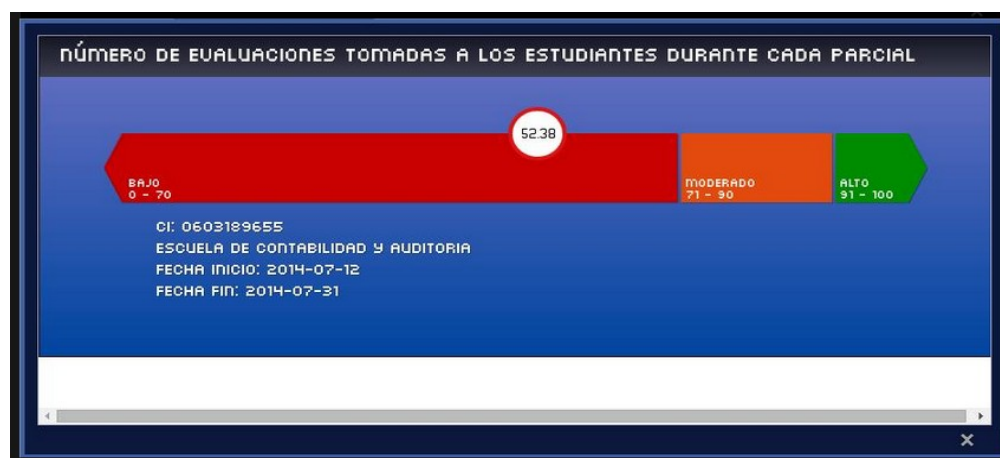 NÚMERO DE EVALUACIONES TOMADAS A LOS ESTUDIANTES DURANTE CADA PARCIAL
52.38
BAJO
0 - 70
MODERADO
71 - 90
ALTO
91 - 100
CI: 0603189655
ESCUELA DE CONTABILIDAD Y AUDITORIA
FECHA INICIO: 2014-07-12
FECHA FIN: 2014-07-31